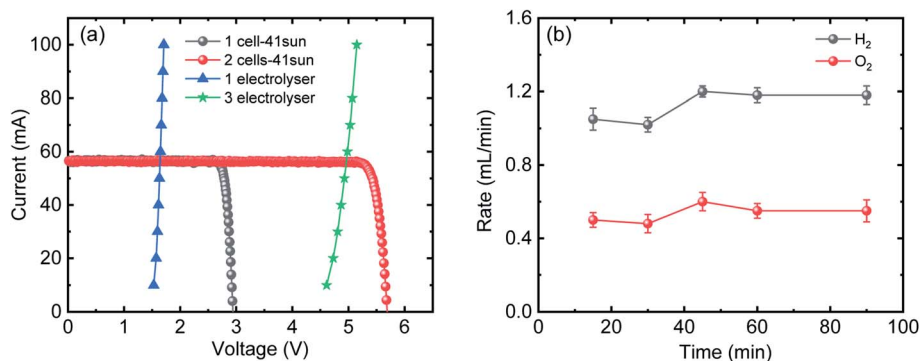 (a)
1 cell-41sun
2 cells-41sun
1 electrolyser
3 electrolyser
100
80
60
40
20
0
Current (mA)
0 1 2 3 4 5 6
Voltage (V)
(b)
H₂
O₂
1.6
1.2
0.8
0.4
0.0
Rate (mL/min)
0 20 40 60 80 100
Time (min)